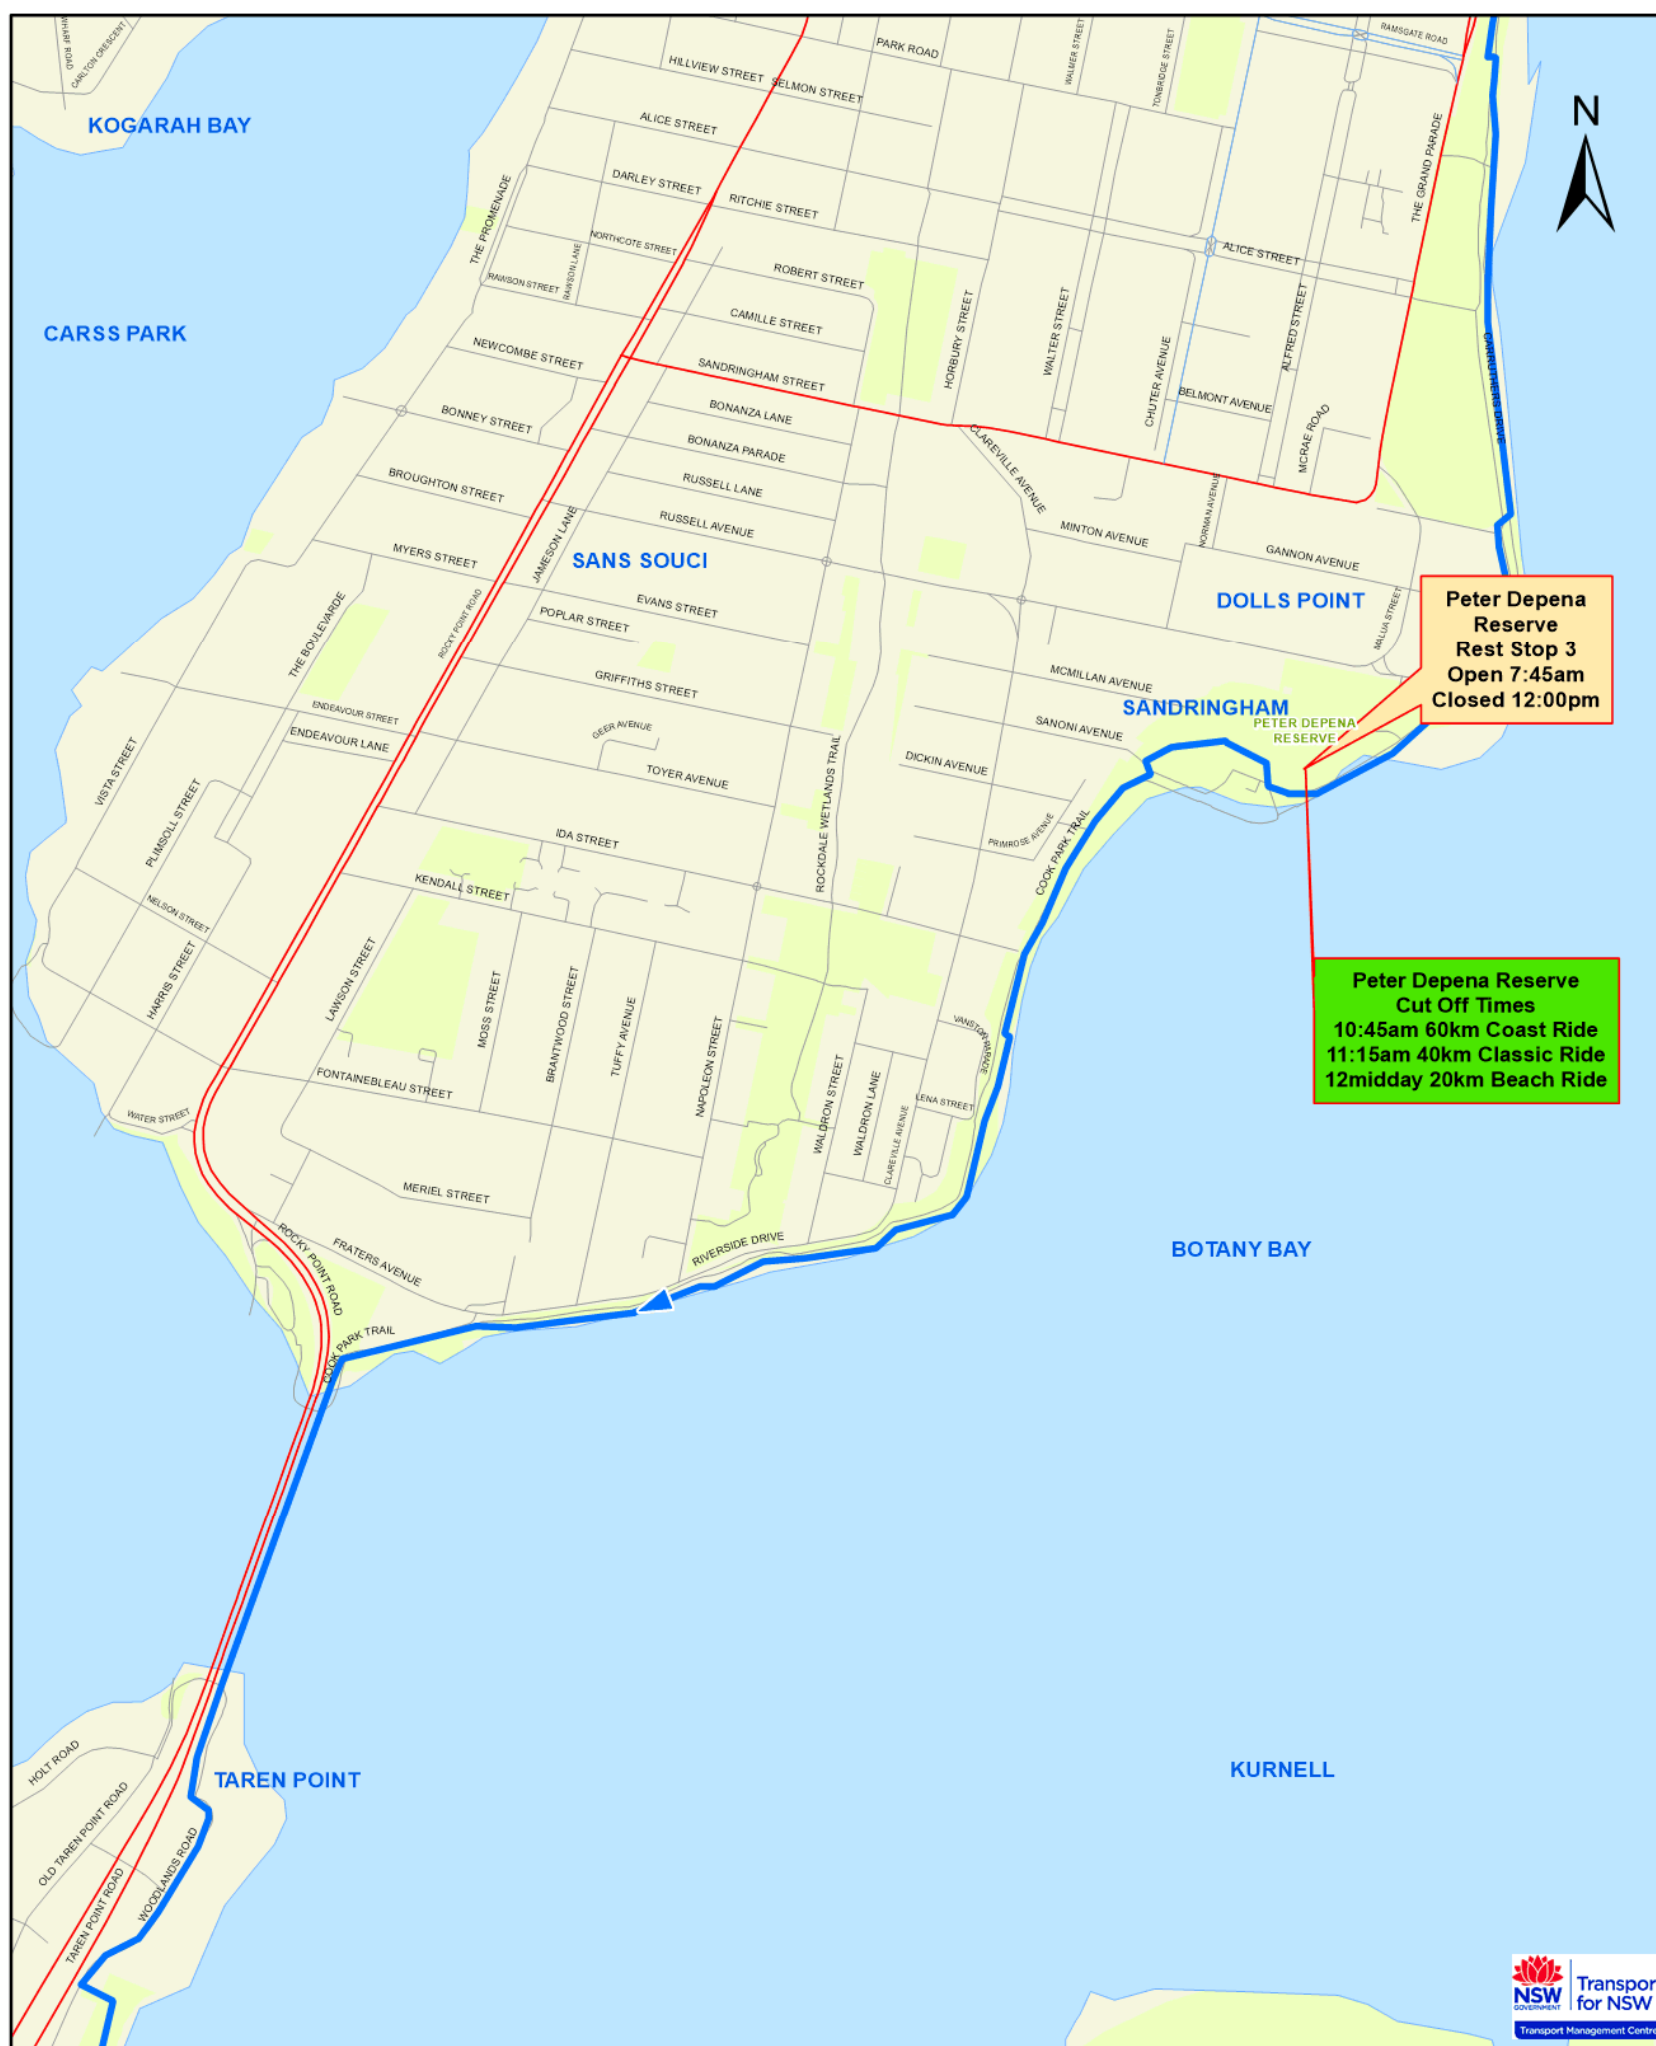 WHARF ROAD
CARLTON CRESCENT
KOGARAH BAY
PARK ROAD
HILLVIEW STREET
SELMON STREET
WALMER STREET
TONBRIDGE STREET
RAMSGATE ROAD
N
ALICE STREET
THE GRAND PARADE
DARLEY STREET
RITCHIE STREET
THE PROMENADE
NORTHCOTE STREET
RAWSON LANE
RAWSON STREET
ROBERT STREET
ALICE STREET
CARSS PARK
CAMILLE STREET
HORBURY STREET
WALTER STREET
ALFRED STREET
CARRUTHERS DRIVE
NEWCOMBE STREET
SANDRINGHAM STREET
CHUTER AVENUE
BELMONT AVENUE
BONNEY STREET
BONANZA LANE
BONANZA PARADE
CLAREVILLE AVENUE
MCRAE ROAD
BROUGHTON STREET
RUSSELL LANE
RUSSELL AVENUE
NORMAN AVENUE
MINTON AVENUE
GANNON AVENUE
JAMESON LANE
MYERS STREET
SANS SOUCI
DOLLS POINT
MALUA STREET
Peter Depena
Reserve
Rest Stop 3
Open 7:45am
Closed 12:00pm
ROCKY POINT ROAD
THE BOULEVARDE
EVANS STREET
POPLAR STREET
GRIFFITHS STREET
MCMILLAN AVENUE
SANDRINGHAM
PETER DEPENA
RESERVE
ENDEAVOUR STREET
ENDEAVOUR LANE
GEER AVENUE
SANONI AVENUE
DICKIN AVENUE
TOYER AVENUE
VISTA STREET
PLIMSOLL STREET
ROCKDALE WETLANDS TRAIL
IDA STREET
PRIMROSE AVENUE
COOK PARK TRAIL
KENDALL STREET
NELSON STREET
HARRIS STREET
LAWSON STREET
MOSS STREET
BRANTWOOD STREET
TUFFY AVENUE
NAPOLEON STREET
VANSTON PARADE
Peter Depena Reserve
Cut Off Times
10:45am 60km Coast Ride
11:15am 40km Classic Ride
12midday 20km Beach Ride
FONTAINEBLEAU STREET
WALDRON STREET
WALDRON LANE
CLAREVILLE AVENUE
LENA STREET
WATER STREET
MERIEL STREET
ROCKY POINT ROAD
FRATERS AVENUE
RIVERSIDE DRIVE
BOTANY BAY
COOK PARK TRAIL
HOLT ROAD
TAREN POINT
KURNELL
OLD TAREN POINT ROAD
WOODLANDS ROAD
TAREN POINT ROAD
NSW
GOVERNMENT
Transpor
for NSW
Transport Management Centre